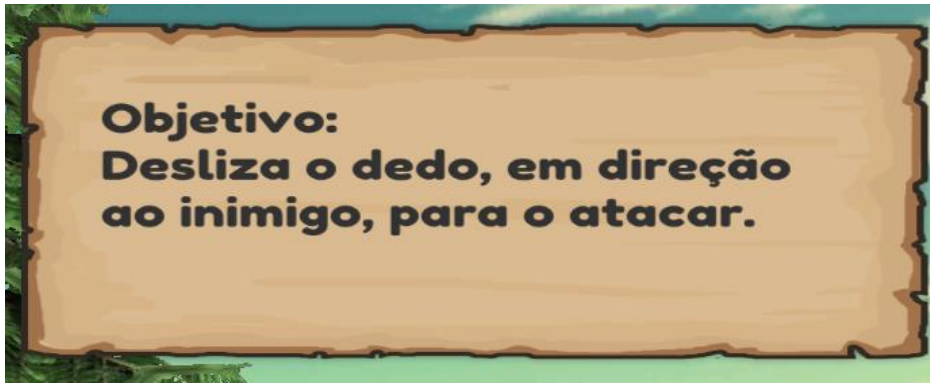 Objetivo:
Desliza o dedo, em direção
ao inimigo, para o atacar.